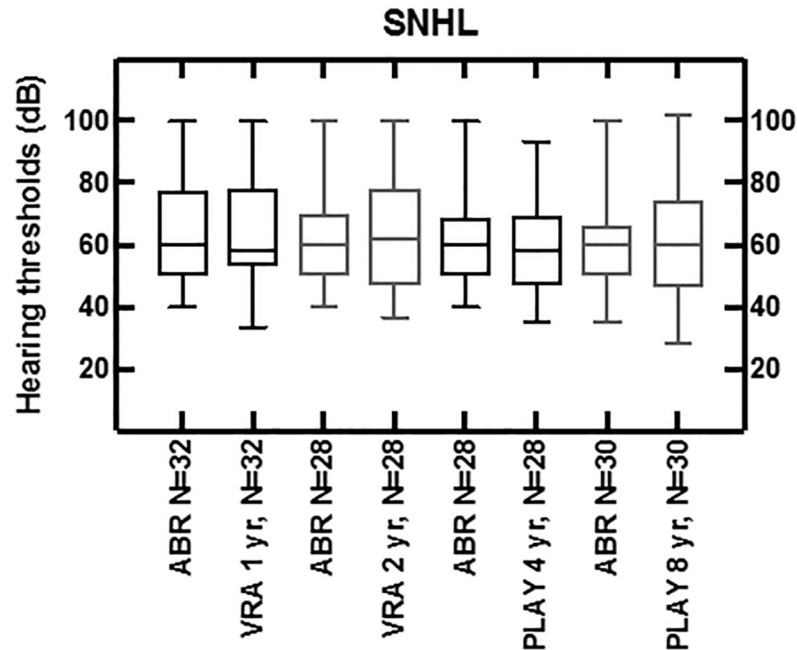 SNHL
Hearing thresholds (dB)
100
80
60
40
20
100
80
60
40
20
ABR N=32
VRA 1 yr, N=32
ABR N=28
VRA 2 yr, N=28
ABR N=28
PLAY 4 yr, N=28
ABR N=30
PLAY 8 yr, N=30